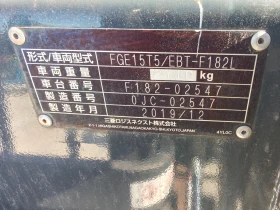 形式/車両型式 FGE15T5/EBT-F182L
車両重量 kg
車台番号 F182-02547
製造番号 0JC-02547
製造年月 2019/12
三菱ロジスネクスト株式会社